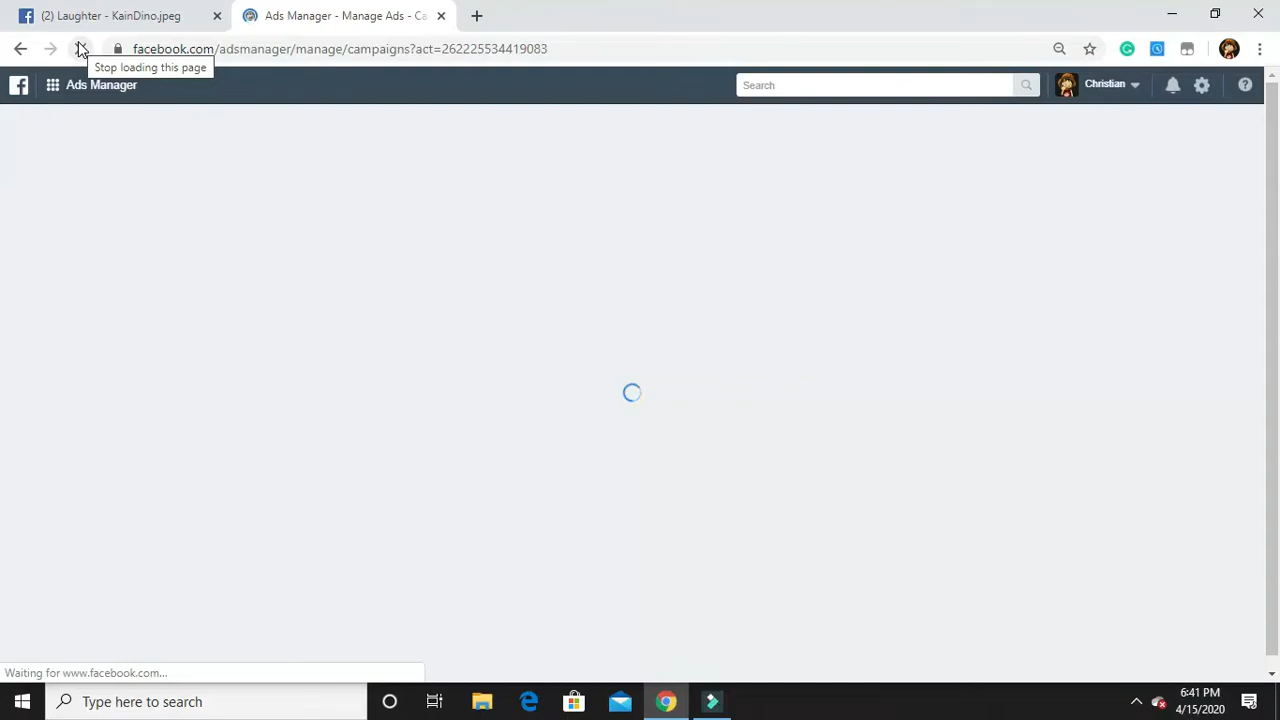 (2) Laughter - KainDino.jpeg
Ads Manager - Manage Ads - Ca
facebook.com/adsmanager/manage/campaigns?act=262225534419083
Stop loading this page
Ads Manager
Search
Christian
Waiting for www.facebook.com...
Type here to search
6:41 PM
4/15/2020